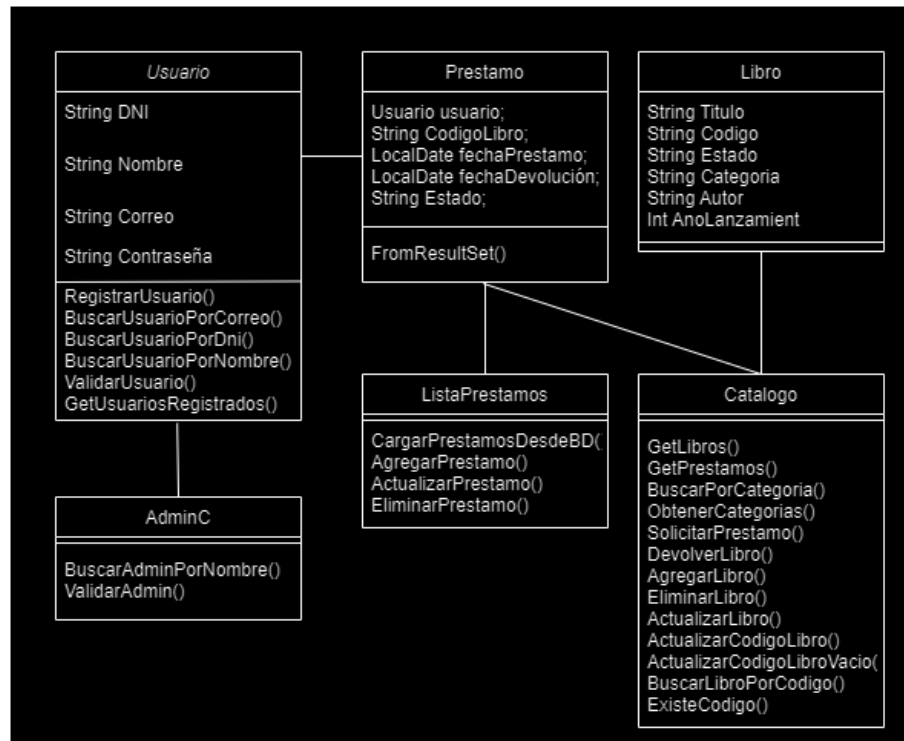 Usuario
String DNI
String Nombre
String Correo
String Contraseña
RegistrarUsuario()
BuscarUsuarioPorCorreo()
BuscarUsuarioPorDni()
BuscarUsuarioPorNombre()
ValidarUsuario()
GetUsuariosRegistrados()
Prestamo
Usuario usuario;
String CodigoLibro;
LocalDate fechaPrestamo;
LocalDate fechaDevolución;
String Estado;
FromResultSet()
Libro
String Titulo
String Codigo
String Estado
String Categoria
String Autor
Int AnoLanzamient
AdminC
BuscarAdminPorNombre()
ValidarAdmin()
ListaPrestamos
CargarPrestamosDesdeBD(
AgregarPrestamo()
ActualizarPrestamo()
EliminarPrestamo()
Catalogo
GetLibros()
GetPrestamos()
BuscarPorCategoria()
ObtenerCategorias()
SolicitarPrestamo()
DevolverLibro()
AgregarLibro()
EliminarLibro()
ActualizarLibro()
ActualizarCodigoLibro()
ActualizarCodigoLibroVacio(
BuscarLibroPorCodigo()
ExisteCodigo()